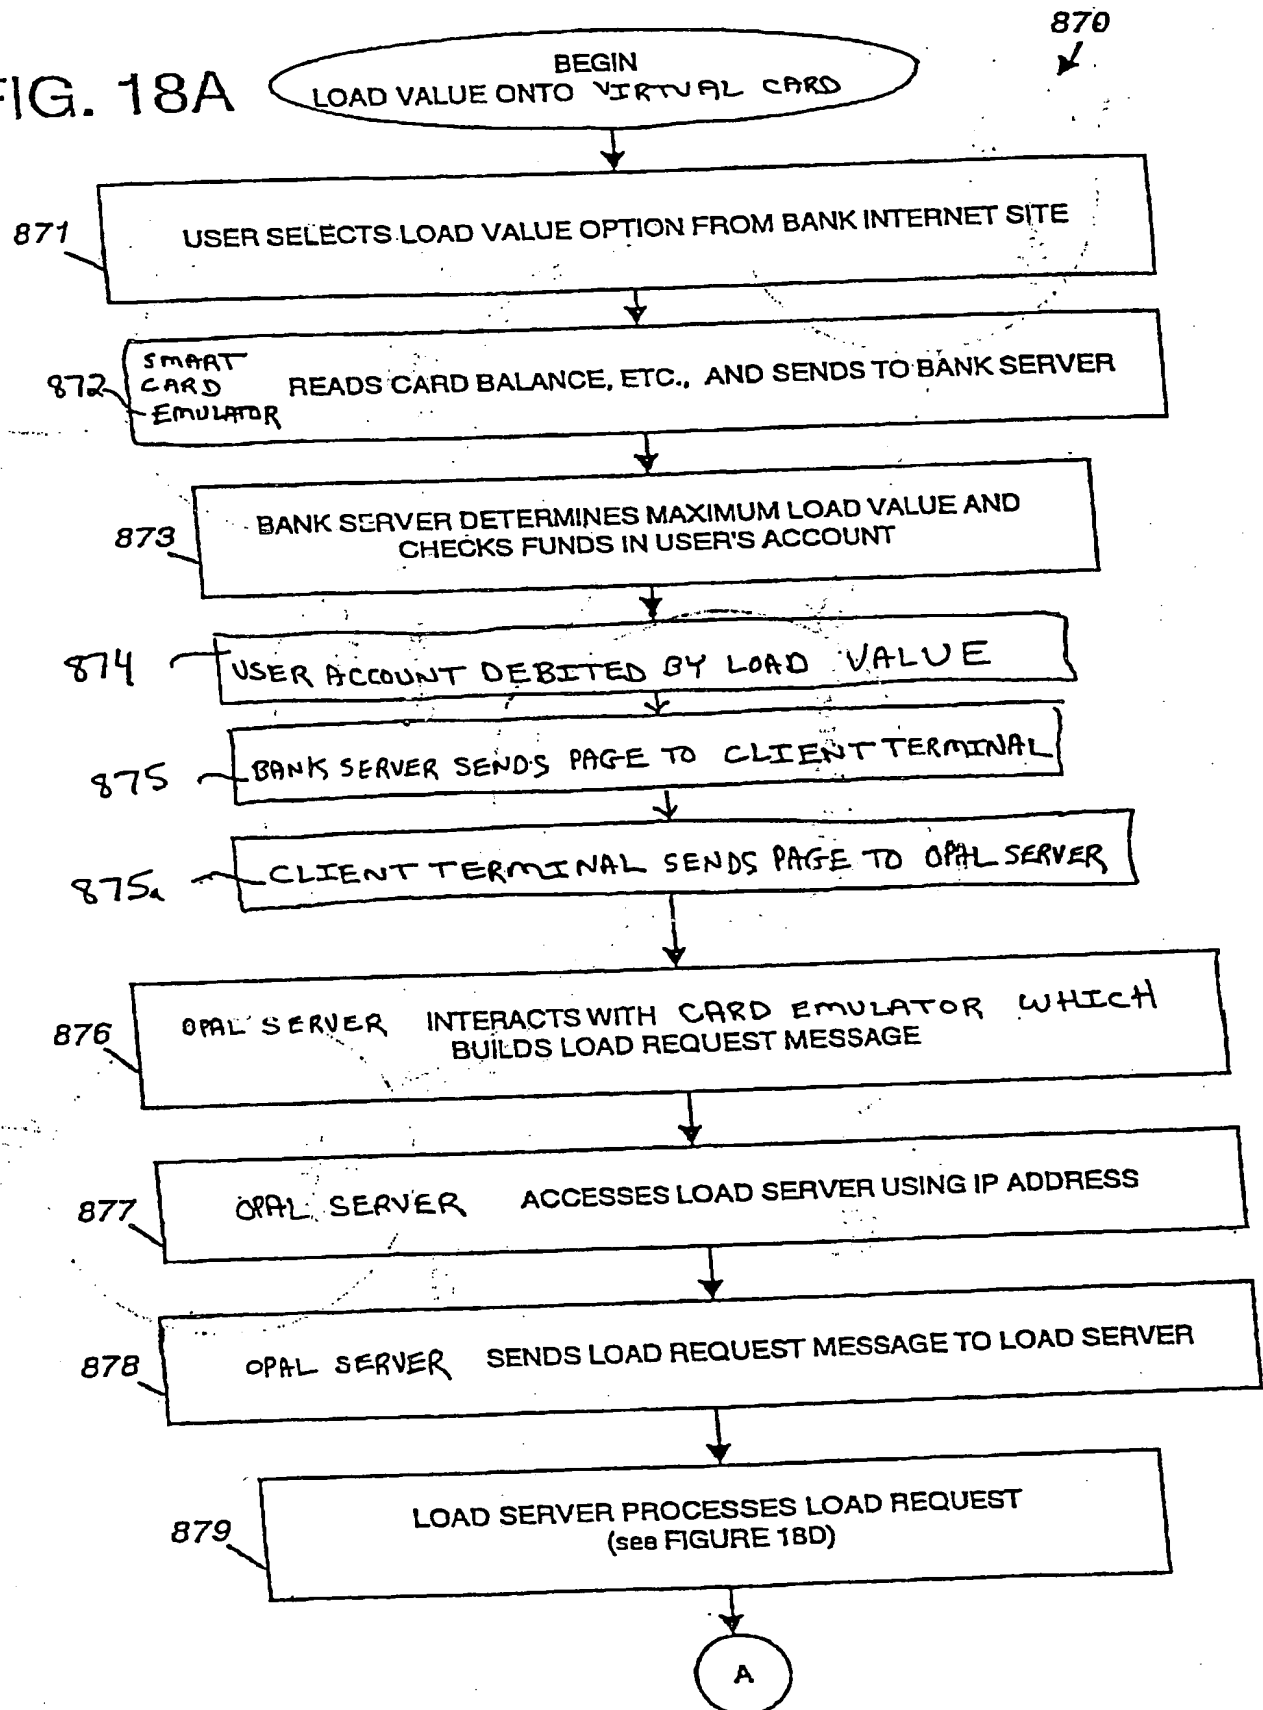 870
FIG. 18A
BEGIN
LOAD VALUE ONTO VIRTUAL CARD
871
USER SELECTS LOAD VALUE OPTION FROM BANK INTERNET SITE
872
SMART
CARD
EMULATOR
READS CARD BALANCE, ETC., AND SENDS TO BANK SERVER
873
BANK SERVER DETERMINES MAXIMUM LOAD VALUE AND
CHECKS FUNDS IN USER'S ACCOUNT
874
USER ACCOUNT DEBITED BY LOAD VALUE
875
BANK SERVER SENDS PAGE TO CLIENT TERMINAL
875a
CLIENT TERMINAL SENDS PAGE TO OPAL SERVER
876
OPAL SERVER INTERACTS WITH CARD EMULATOR WHICH
BUILDS LOAD REQUEST MESSAGE
877
OPAL SERVER ACCESSES LOAD SERVER USING IP ADDRESS
878
OPAL SERVER SENDS LOAD REQUEST MESSAGE TO LOAD SERVER
879
LOAD SERVER PROCESSES LOAD REQUEST
(see FIGURE 18D)
A